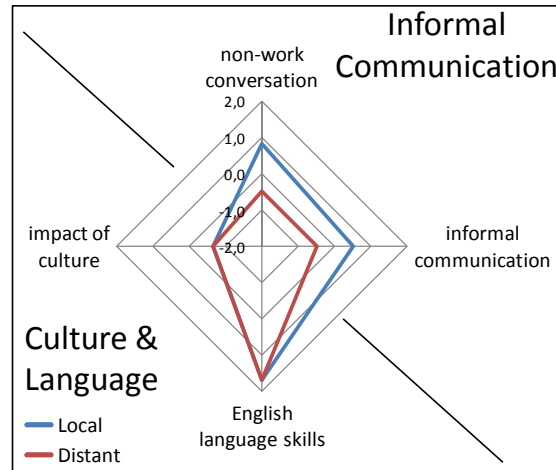 Informal
Communication
non-work
conversation
2,0
1,0
0,0
-1,0
-2,0
impact of
culture
informal
communication
Culture &
Language
Local
Distant
English
language skills